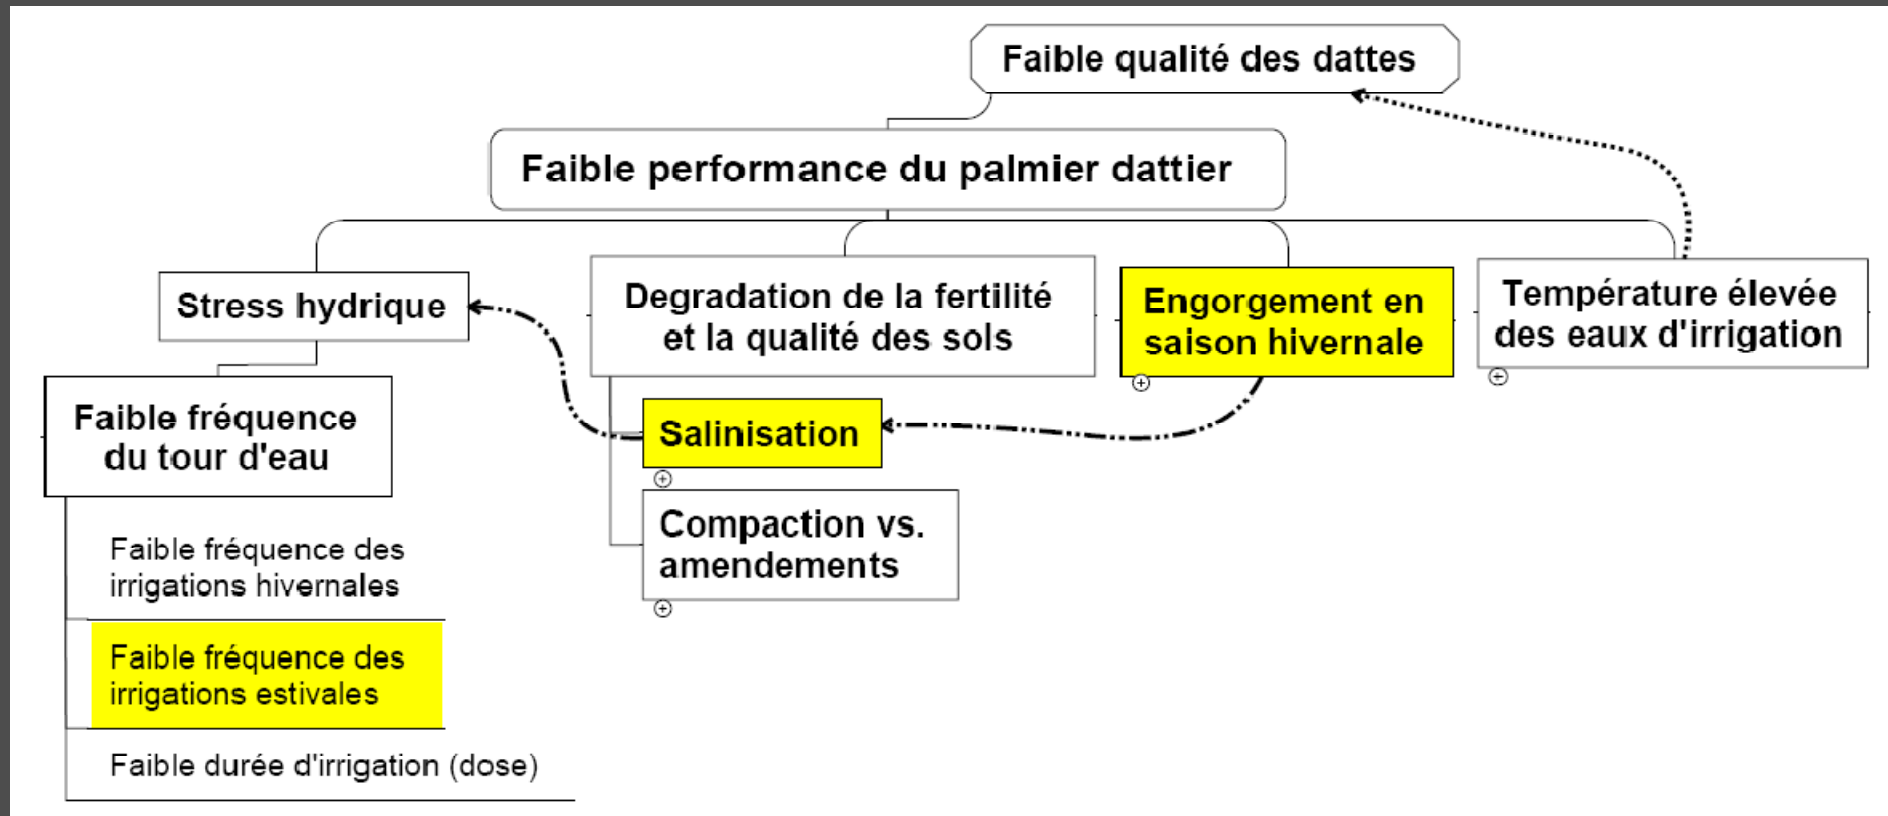 Faible qualité des dattes
Faible performance du palmier dattier
Stress hydrique
Degradation de la fertilité
et la qualité des sols
Engorgement en
saison hivernale
Température élevée
des eaux d'irrigation
Faible fréquence
du tour d'eau
Salinisation
Compaction vs.
amendements
Faible fréquence des
irrigations hivernales
Faible fréquence des
irrigations estivales
Faible durée d'irrigation (dose)